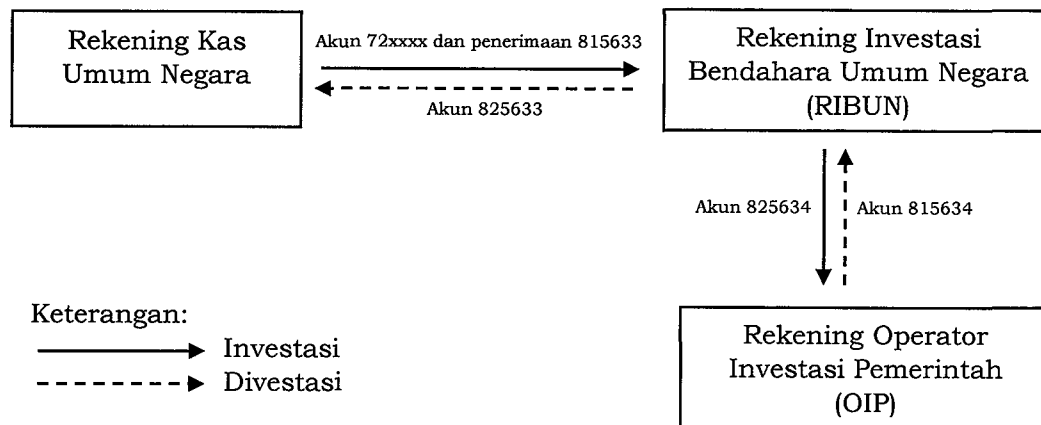 Rekening Kas
Umum Negara
Akun 72xxxx dan penerimaan 815633
Akun 825633
Rekening Investasi
Bendahara Umum Negara
(RIBUN)
Akun 825634
Akun 815634
Keterangan:
Investasi
Divestasi
Rekening Operator
Investasi Pemerintah
(OIP)